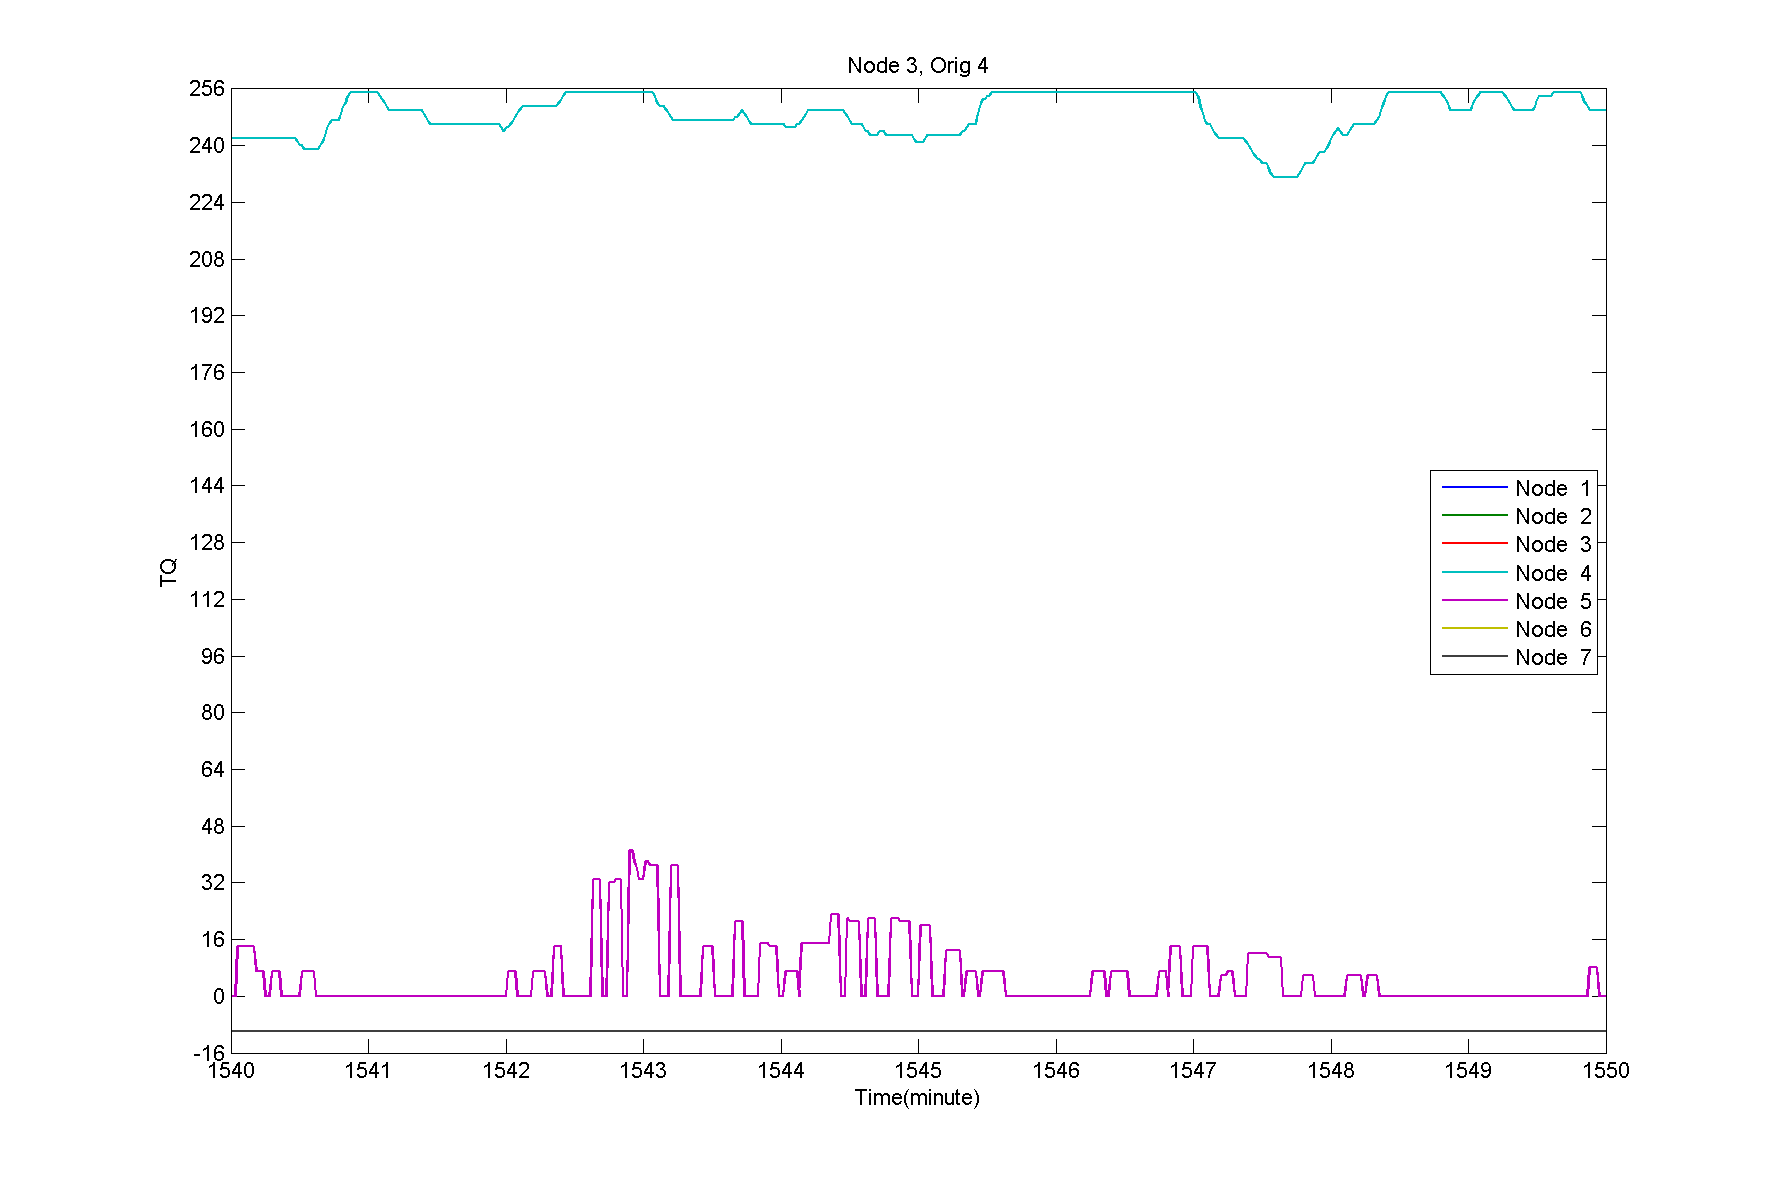 Node 3, Orig 4
256
240
224
208
192
176
160
144
128
112
96
80
64
48
32
16
0
-16
TQ
Node 1
Node 2
Node 3
Node 4
Node 5
Node 6
Node 7
1540 1541 1542 1543 1544 1545 1546 1547 1548 1549 1550
Time(minute)